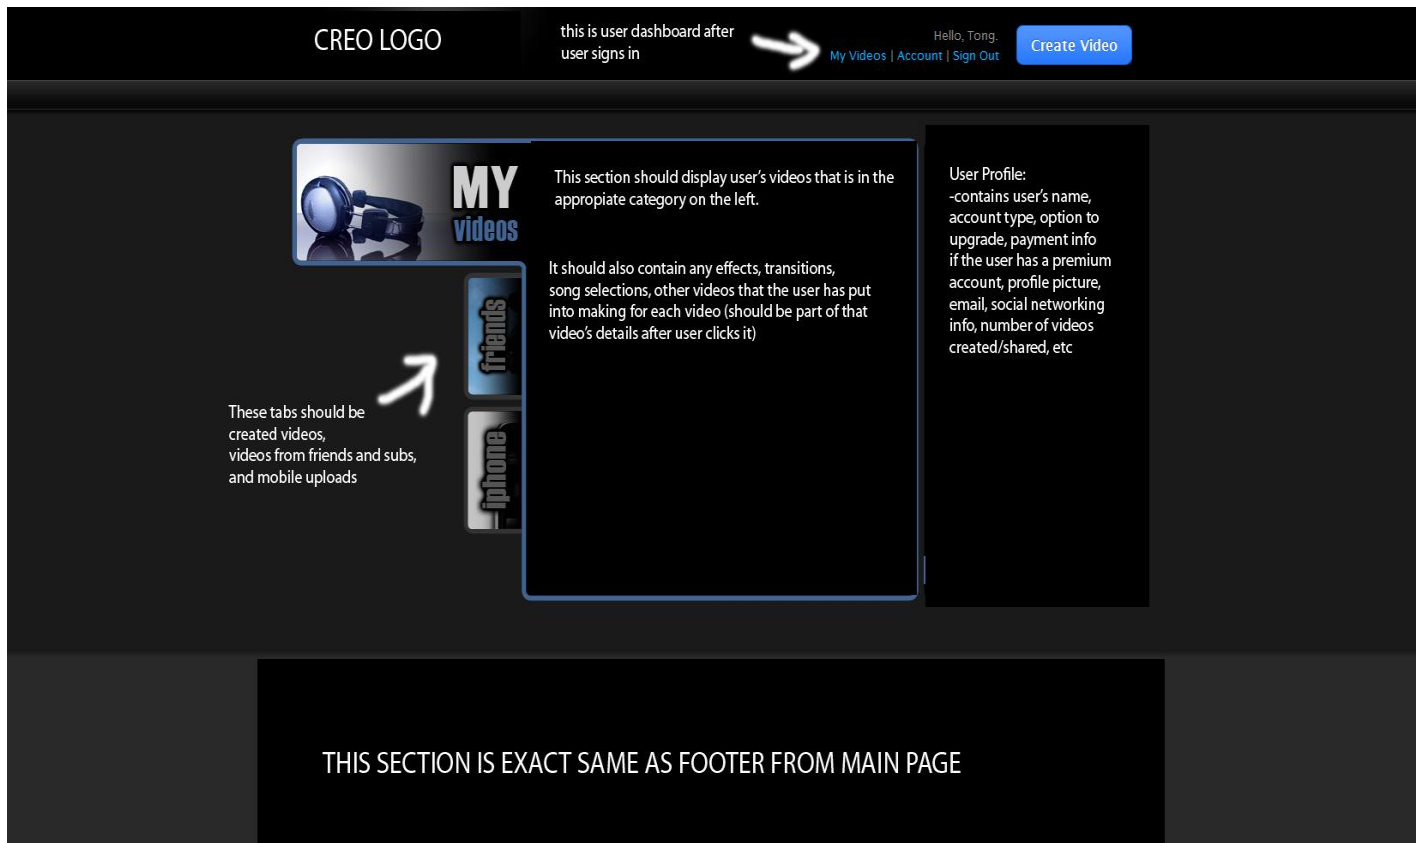 CREO LOGO
this is user dashboard after
user signs in
Hello, Tong.
My Videos | Account | Sign Out
Create Video
MY
videos
friends
iphone
This section should display user's videos that is in the
appropiate category on the left.
It should also contain any effects, transitions,
song selections, other videos that the user has put
into making for each video (should be part of that
video's details after user clicks it)
User Profile:
-contains user's name,
account type, option to
upgrade, payment info
if the user has a premium
account, profile picture,
email, social networking
info, number of videos
created/shared, etc
These tabs should be
created videos,
videos from friends and subs,
and mobile uploads
THIS SECTION IS EXACT SAME AS FOOTER FROM MAIN PAGE